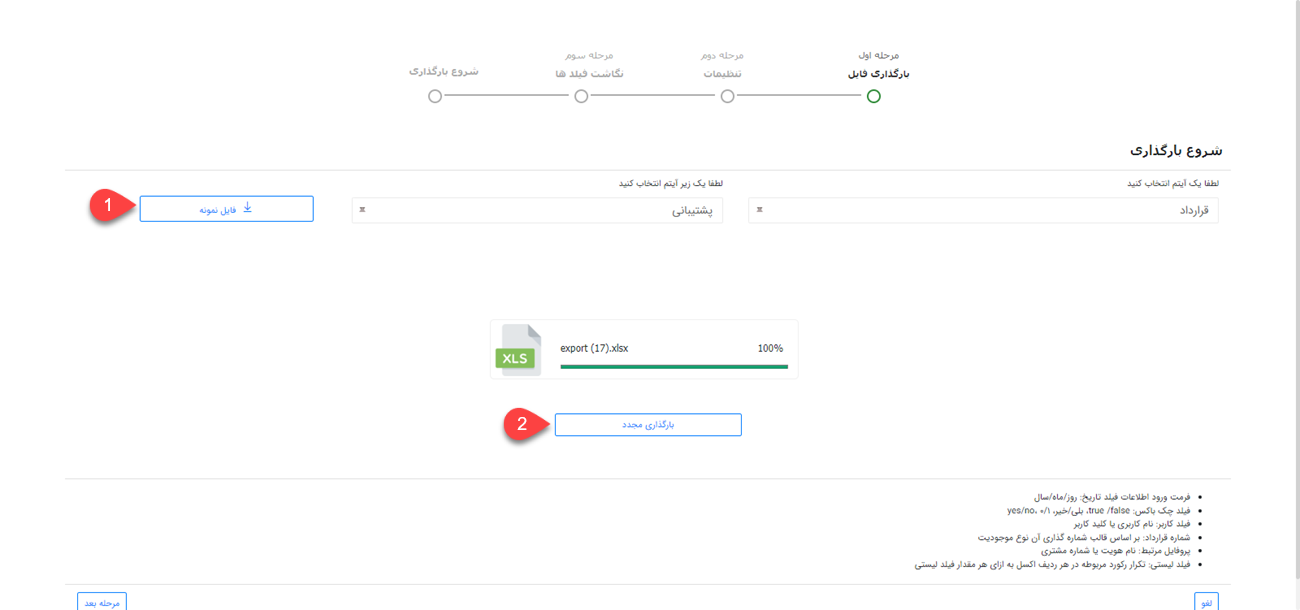 مرحله اول
بارگذاری فایل
مرحله دوم
تنظیمات
مرحله سوم
نگاشت فیلد ها
شروع بارگذاری
شروع بارگذاری
لطفا یک آیتم انتخاب کنید
قرارداد
لطفا یک زیر آیتم انتخاب کنید
پشتیبانی
فایل نمونه
1
XLS
export (17).xlsx
100%
2
بارگذاری مجدد
فرمت ورود اطلاعات فیلد تاریخ: روز/ماه/سال
فیلد چک باکس: true /false، بلی/خیر، ۰/۱، yes/no
فیلد کاربر: نام کاربری یا کلید کاربر
شماره قرارداد: بر اساس قالب شماره گذاری آن نوع موجودیت
پروفایل مرتبط: نام هویت یا شماره مشتری
فیلد لیستی: تکرار رکورد مربوطه در هر ردیف اکسل به ازای هر مقدار فیلد لیستی
لغو
مرحله بعد